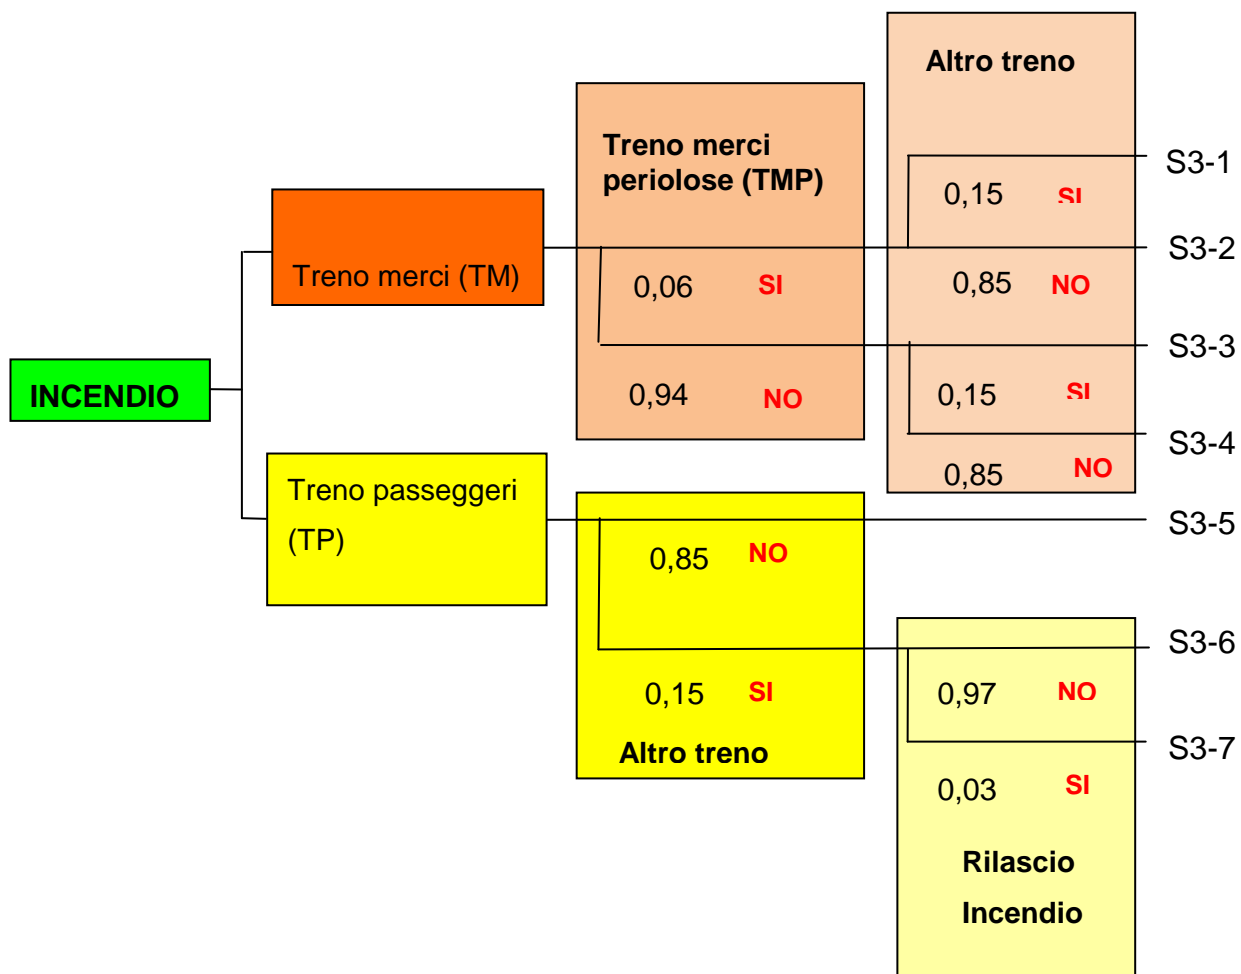 Altro treno
Treno merci
periolose (TMP)
S3-1
0,15 SI
S3-2
Treno merci (TM)
0,06 SI
0,85 NO
S3-3
INCENDIO
0,94 NO
0,15 SI
S3-4
0,85 NO
Treno passeggeri
(TP)
S3-5
0,85 NO
S3-6
0,15 SI
0,97 NO
Altro treno
S3-7
0,03 SI
Rilascio
Incendio